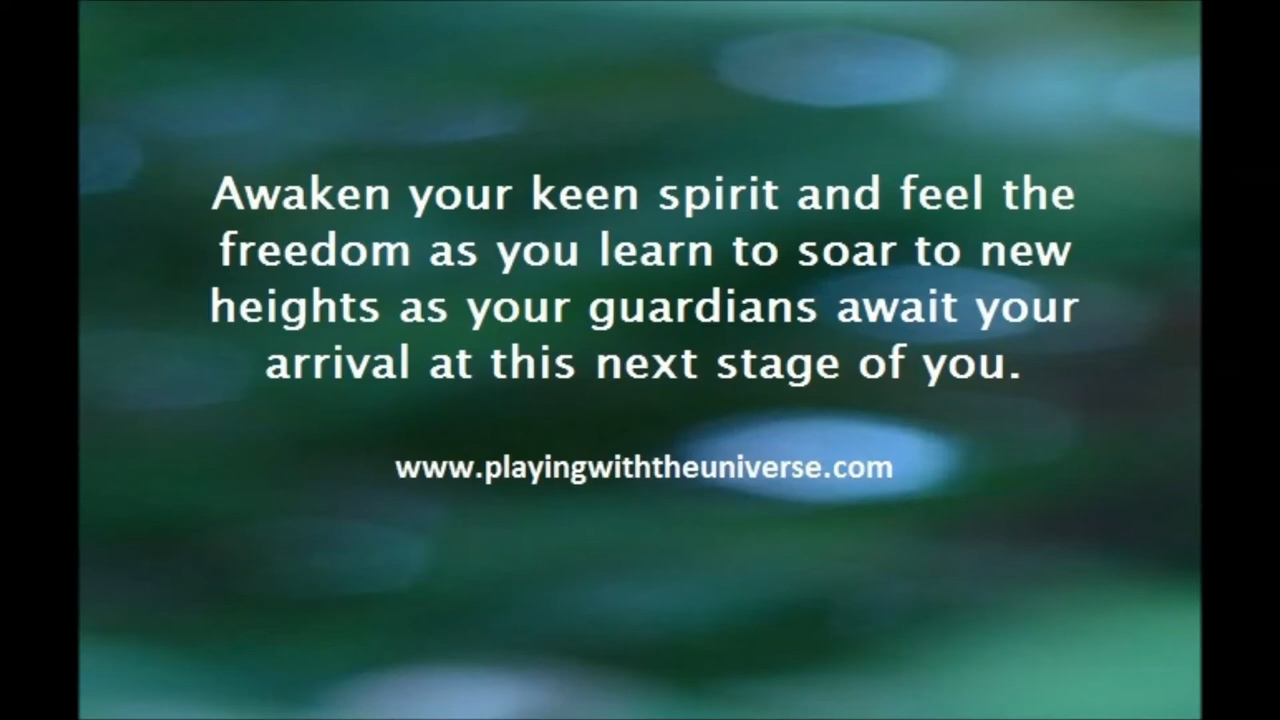 Awaken your keen spirit and feel the
freedom as you learn to soar to new
heights as your guardians await your
arrival at this next stage of you.
www.playingwiththeuniverse.com